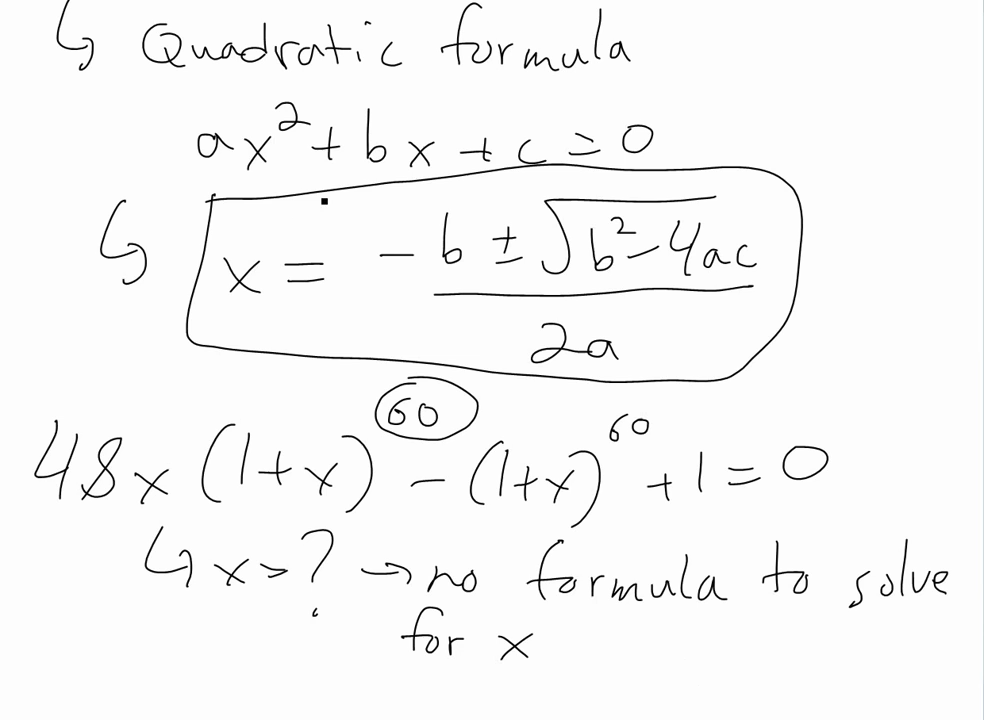 ↳ Quadratic formula
ax² + bx + c = 0
↳ x = -b ± √(b² - 4ac) / 2a
48x (1+x)⁶⁰ - (1+x)⁶⁰ + 1 = 0
↳ x = ? → no formula to solve
for x